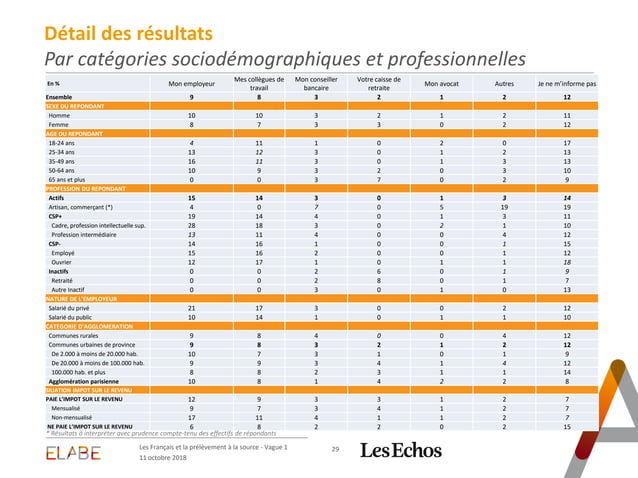 Détail des résultats
Par catégories sociodémographiques et professionnelles
En % Mon employeur Mes collègues de travail Mon conseiller bancaire Votre caisse de retraite Mon avocat Autres Je ne m'informe pas
Ensemble 9 8 3 2 1 2 12
SEXE DU REPONDANT
Homme 10 10 3 2 1 2 11
Femme 8 7 3 3 0 2 12
AGE DU REPONDANT
18-24 ans 4 11 1 0 2 0 17
25-34 ans 13 12 3 0 1 2 13
35-49 ans 16 11 3 0 1 3 13
50-64 ans 10 9 3 2 0 3 10
65 ans et plus 0 0 3 7 0 2 9
PROFESSION DU REPONDANT
Actifs 15 14 3 0 1 3 14
Artisan, commerçant (*) 4 0 7 0 5 19 19
CSP+ 19 14 4 0 1 3 11
Cadre, profession intellectuelle sup. 28 18 3 0 2 1 10
Profession intermédiaire 13 11 4 0 0 4 12
CSP- 14 16 1 0 0 1 15
Employé 15 16 2 0 0 1 12
Ouvrier 12 17 1 0 1 1 18
Inactifs 0 0 2 6 0 1 9
Retraité 0 0 2 8 0 1 7
Autre Inactif 0 0 3 0 1 0 13
NATURE DE L'EMPLOYEUR
Salarié du privé 21 17 3 0 0 2 12
Salarié du public 10 14 1 0 1 1 10
CATEGORIE D'AGGLOMERATION
Communes rurales 9 8 4 0 0 4 12
Communes urbaines de province 9 8 3 2 1 2 12
De 2.000 à moins de 20.000 hab. 10 7 3 1 0 1 9
De 20.000 à moins de 100.000 hab. 9 9 3 4 1 4 12
100.000 hab. et plus 8 8 2 3 1 1 14
Agglomération parisienne 10 8 1 4 2 2 8
SIUATION IMPOT SUR LE REVENU
PAIE L'IMPOT SUR LE REVENU 12 9 3 3 1 2 7
Mensualisé 9 7 3 4 1 2 7
Non-mensualisé 17 11 4 1 1 2 7
NE PAIE L'IMPOT SUR LE REVENU 6 8 2 2 0 2 15
* Résultats à interpréter avec prudence compte-tenu des effectifs de répondants
ELABE
Les Français et la prélèvement à la source - Vague 1
11 octobre 2018
29
Les Echos